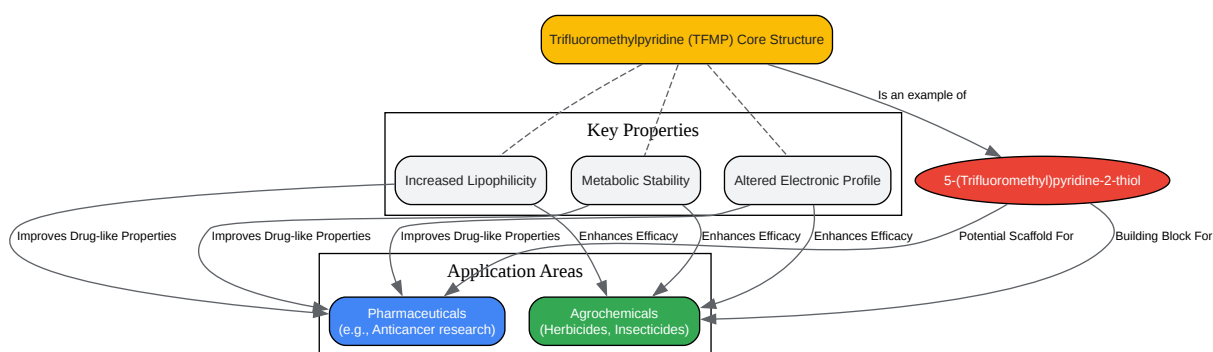 Trifluoromethylpyridine (TFMP) Core Structure
Is an example of
Key Properties
Increased Lipophilicity
Metabolic Stability
Altered Electronic Profile
5-(Trifluoromethyl)pyridine-2-thiol
Improves Drug-like Properties
Improves Drug-like Properties
Improves Drug-like Properties
Enhances Efficacy
Enhances Efficacy
Enhances Efficacy
Potential Scaffold For
Building Block For
Application Areas
Pharmaceuticals
(e.g., Anticancer research)
Agrochemicals
(Herbicides, Insecticides)